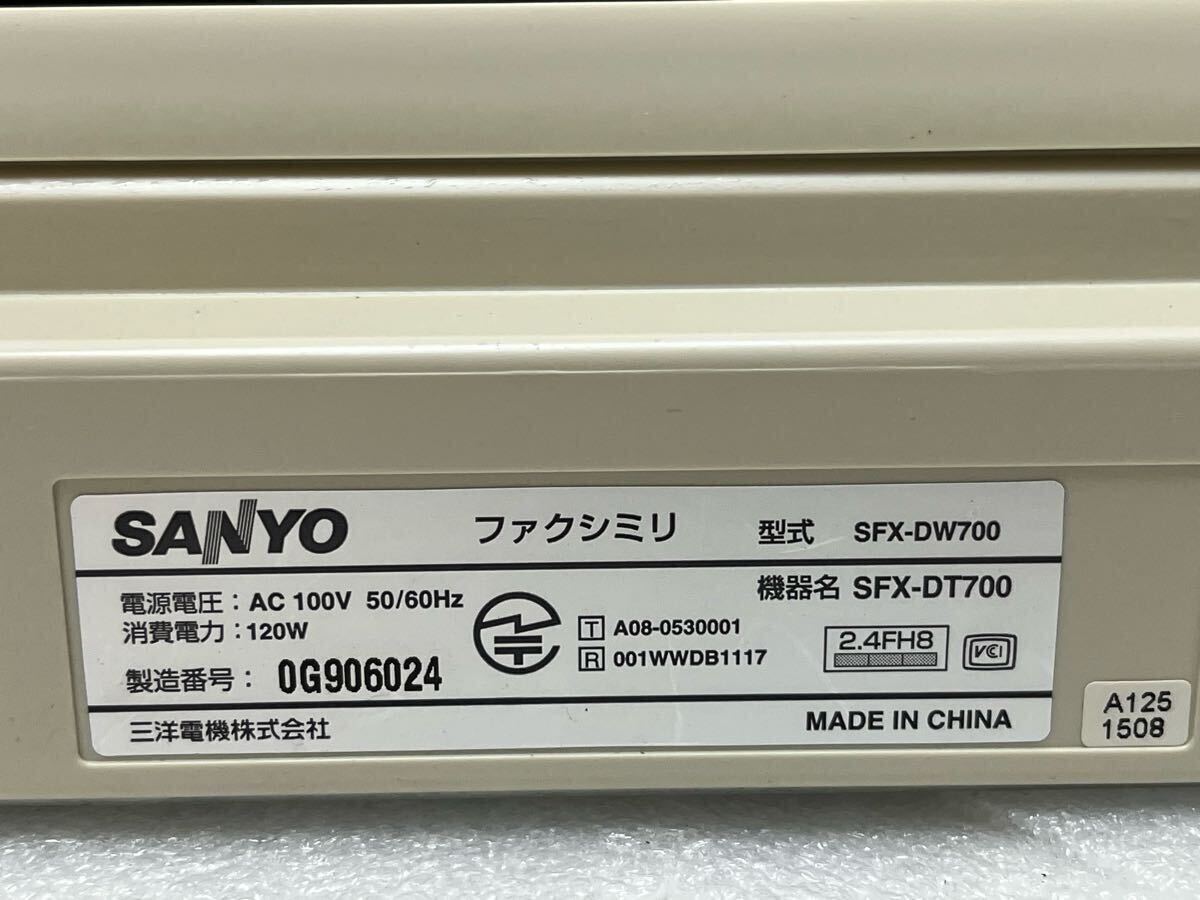 SANYO ファクシミリ 型式 SFX-DW700
機器名 SFX-DT700
電源電圧：AC 100V 50/60Hz
消費電力：120W
製造番号： 0G906024
T A08-0530001
R 001WWDB1117
2.4FH8
VCI
三洋電機株式会社 MADE IN CHINA
A125
1508